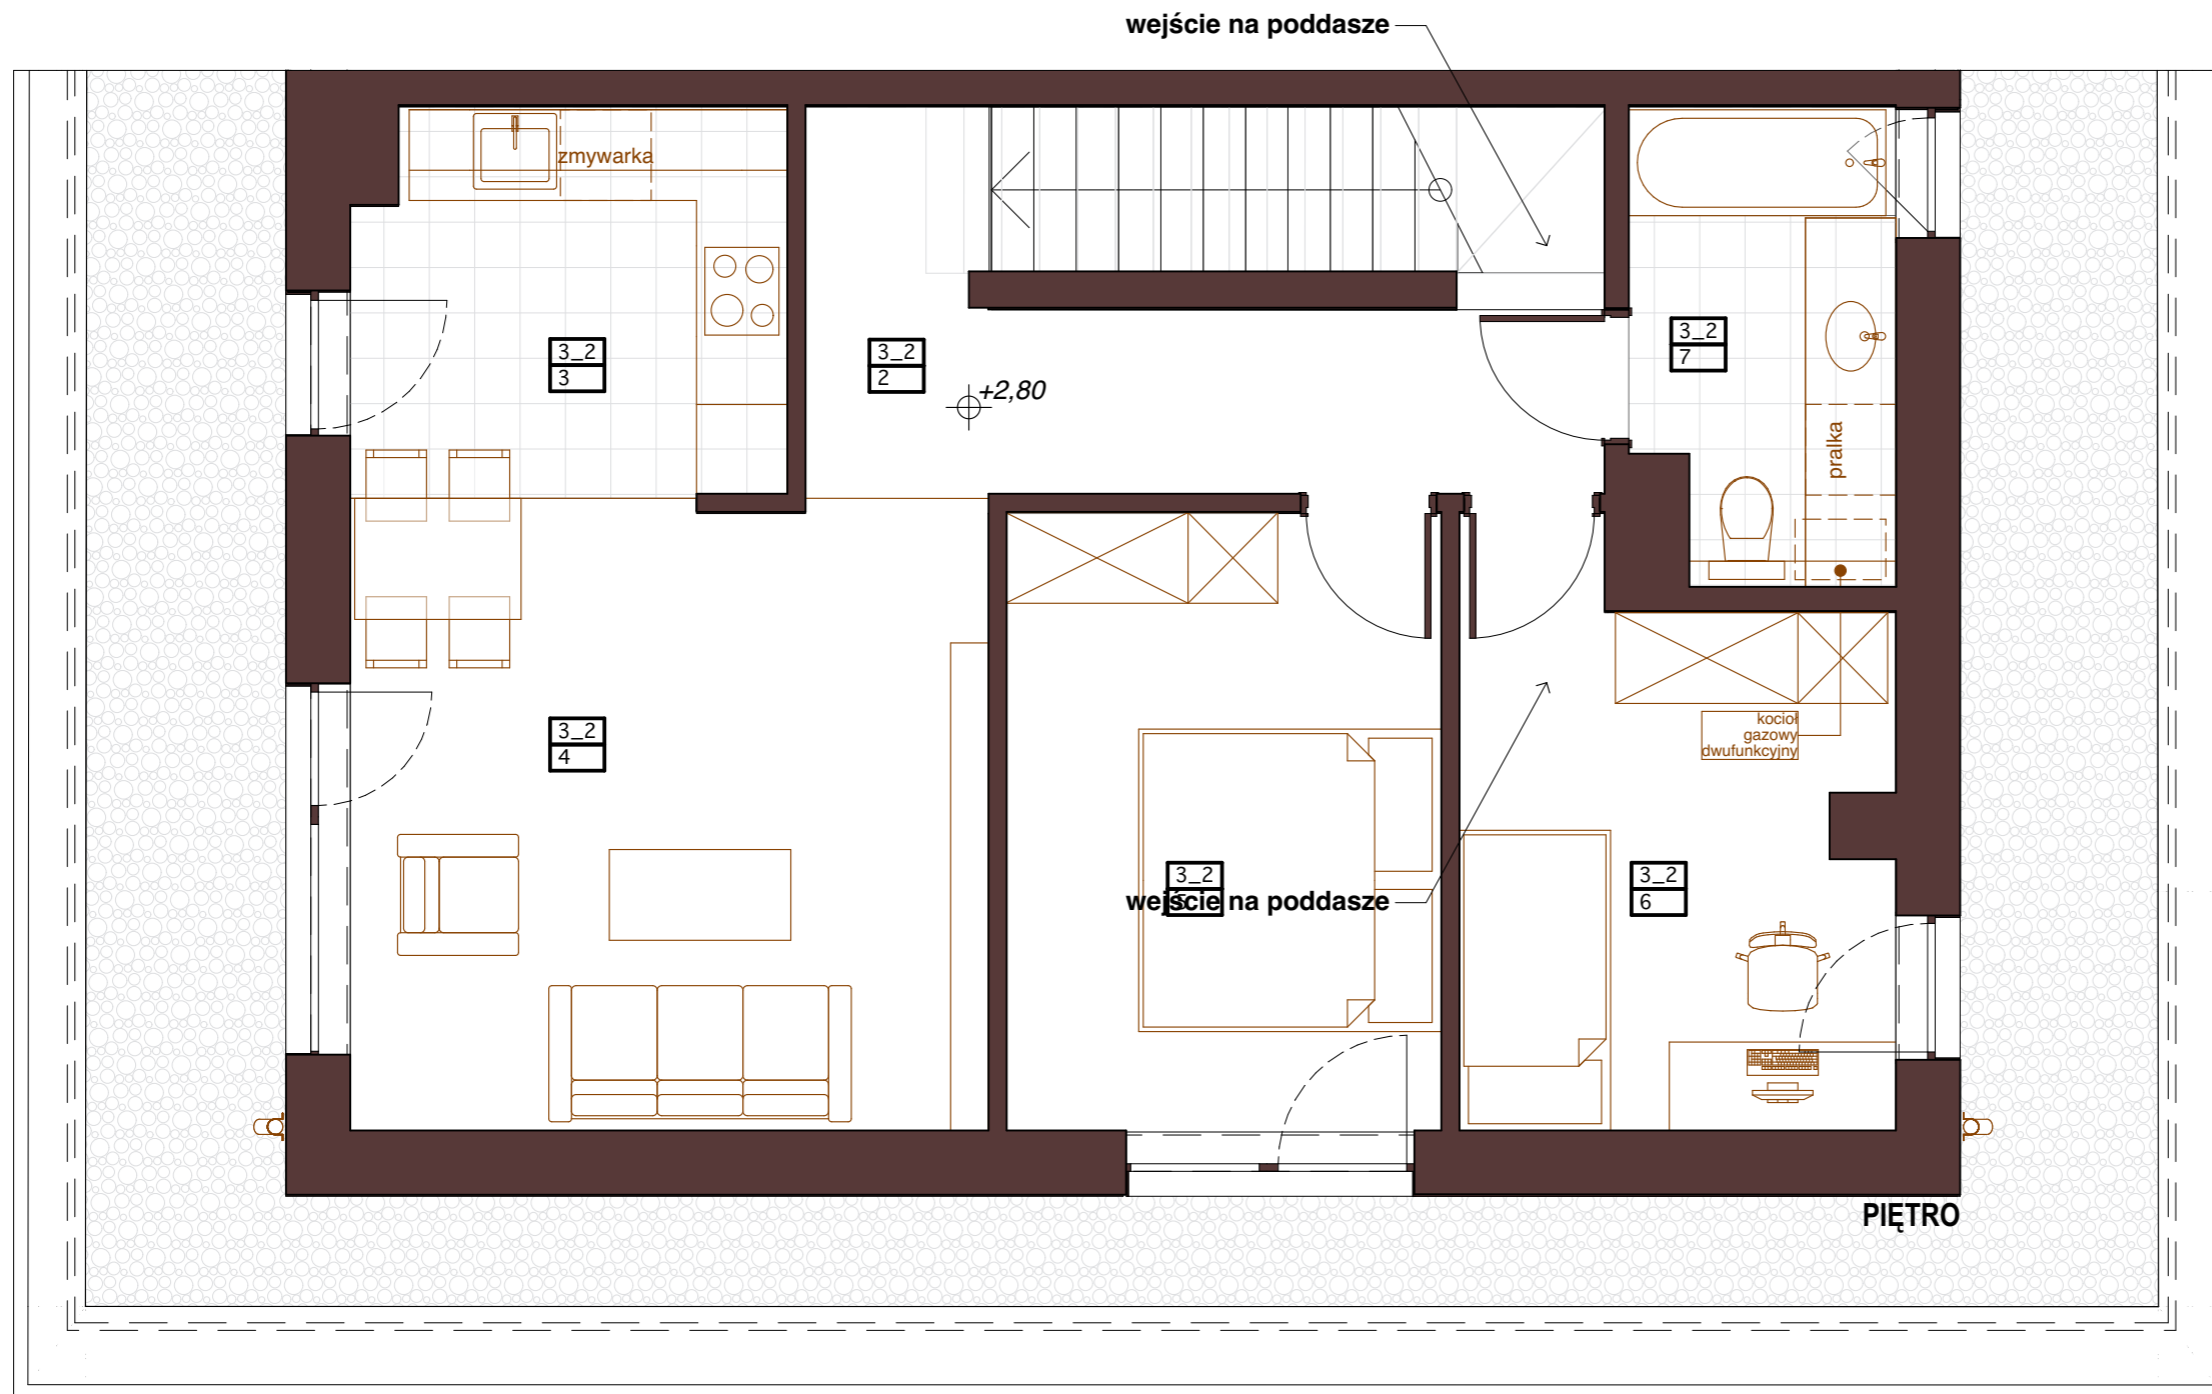 wejście na poddasze
zmywarka
3_2
3
3_2
2
+2,80
3_2
7
pralka
3_2
4
kocioł
gazowy
dwufunkcyjny
3_2
5
wejście na poddasze
3_2
6
PIĘTRO